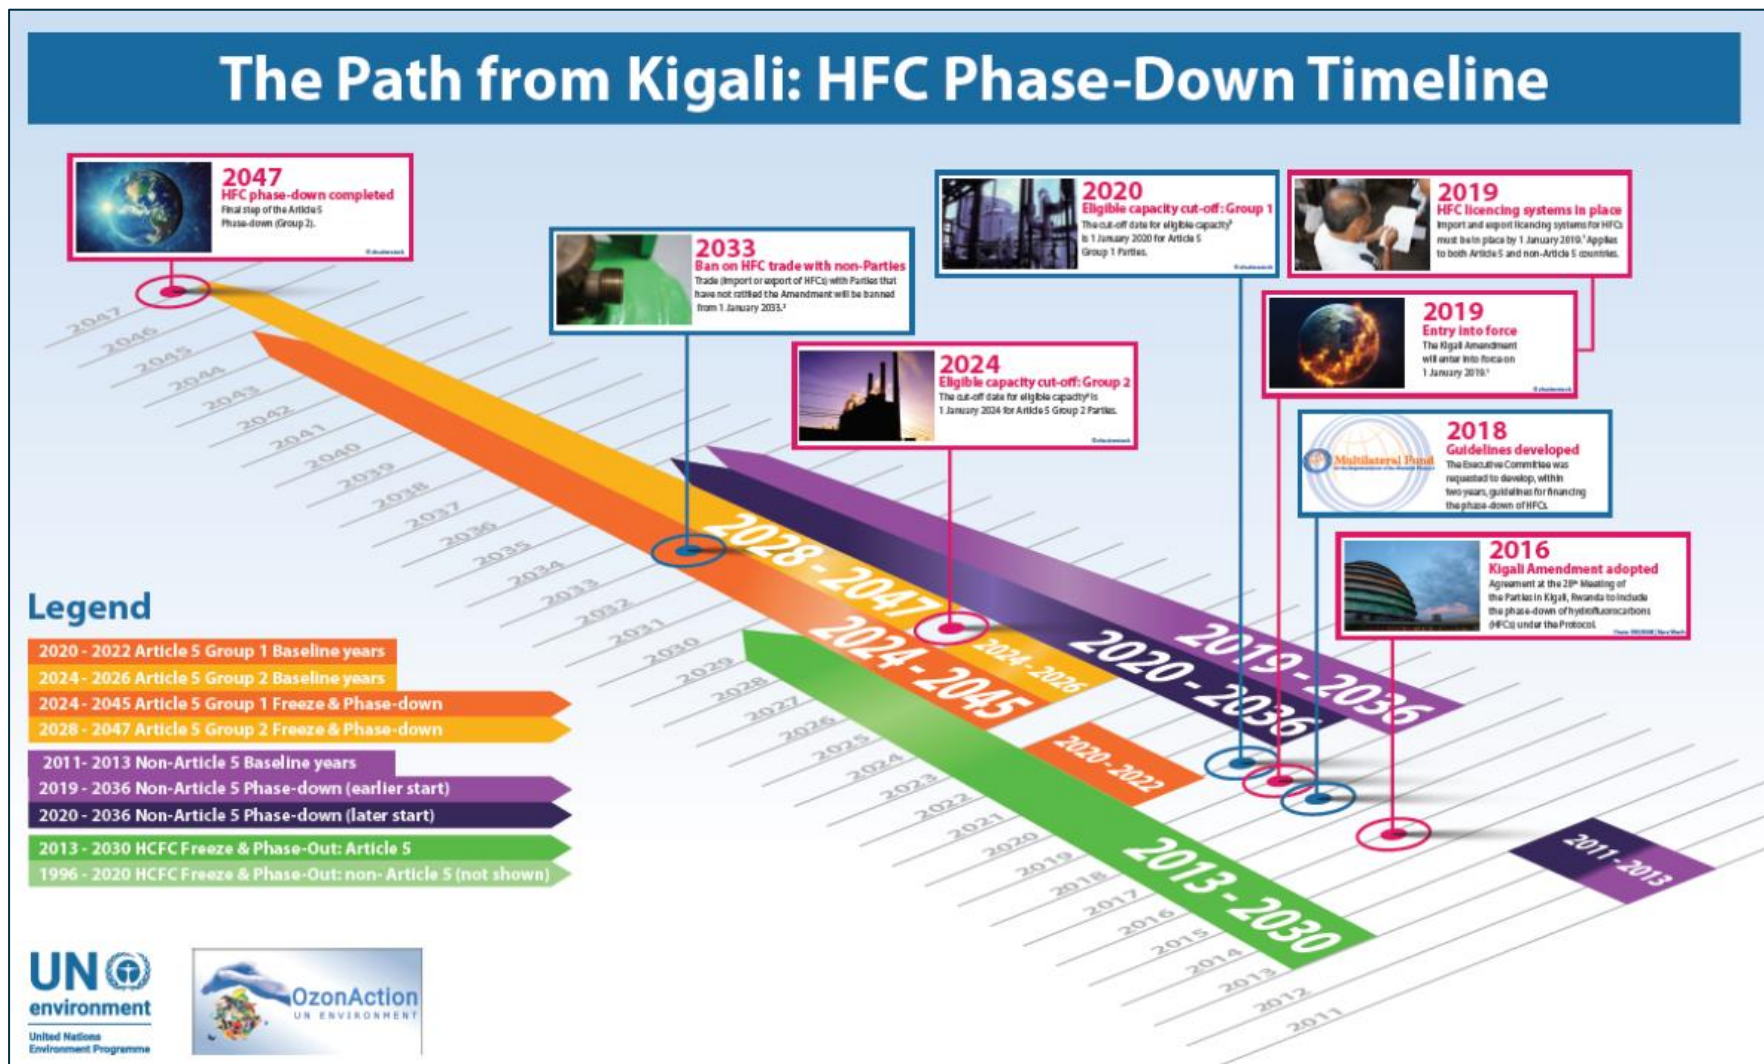 The Path from Kigali: HFC Phase-Down Timeline
2047
HFC phase-down completed
Final step of the Article 5
Phase-down (Group 2).
© shutterstock
2033
Ban on HFC trade with non-Parties
Trade (import or export of HFCs) with Parties that
have not ratified the Amendment will be banned
from 1 January 2033.²
2024
Eligible capacity cut-off: Group 2
The cut-off date for eligible capacity³ is
1 January 2024 for Article 5 Group 2 Parties.
© shutterstock
2020
Eligible capacity cut-off: Group 1
The cut-off date for eligible capacity³
is 1 January 2020 for Article 5
Group 1 Parties.
© shutterstock
2019
HFC licencing systems in place
Import and export licencing systems for HFCs
must be in place by 1 January 2019.¹ Applies
to both Article 5 and non-Article 5 countries.
2019
Entry into force
The Kigali Amendment
will enter into force on
1 January 2019.¹
© shutterstock
2018
Guidelines developed
The Executive Committee was
requested to develop, within
two years, guidelines for financing
the phase-down of HFCs.
Multilateral Fund
2016
Kigali Amendment adopted
Agreement at the 28th Meeting of
the Parties in Kigali, Rwanda to include
the phase-down of hydrofluorocarbons
(HFCs) under the Protocol.
2047
2046
2045
2044
2043
2042
2041
2040
2039
2038
2037
2036
2035
2034
2033
2032
2031
2030
2029
2028
2027
2026
2025
2024
2023
2022
2021
2020
2019
2018
2017
2016
2015
2014
2013
2012
2011
2028 - 2047
2024 - 2026
2024 - 2045
2020 - 2022
2019 - 2036
2020 - 2036
2013 - 2030
2011 - 2013
Legend
2020 - 2022 Article 5 Group 1 Baseline years
2024 - 2026 Article 5 Group 2 Baseline years
2024 - 2045 Article 5 Group 1 Freeze & Phase-down
2028 - 2047 Article 5 Group 2 Freeze & Phase-down
2011- 2013 Non-Article 5 Baseline years
2019 - 2036 Non-Article 5 Phase-down (earlier start)
2020 - 2036 Non-Article 5 Phase-down (later start)
2013 - 2030 HCFC Freeze & Phase-Out: Article 5
1996 - 2020 HCFC Freeze & Phase-Out: non- Article 5 (not shown)
UN
environment
United Nations
Environment Programme
OzonAction
UN ENVIRONMENT